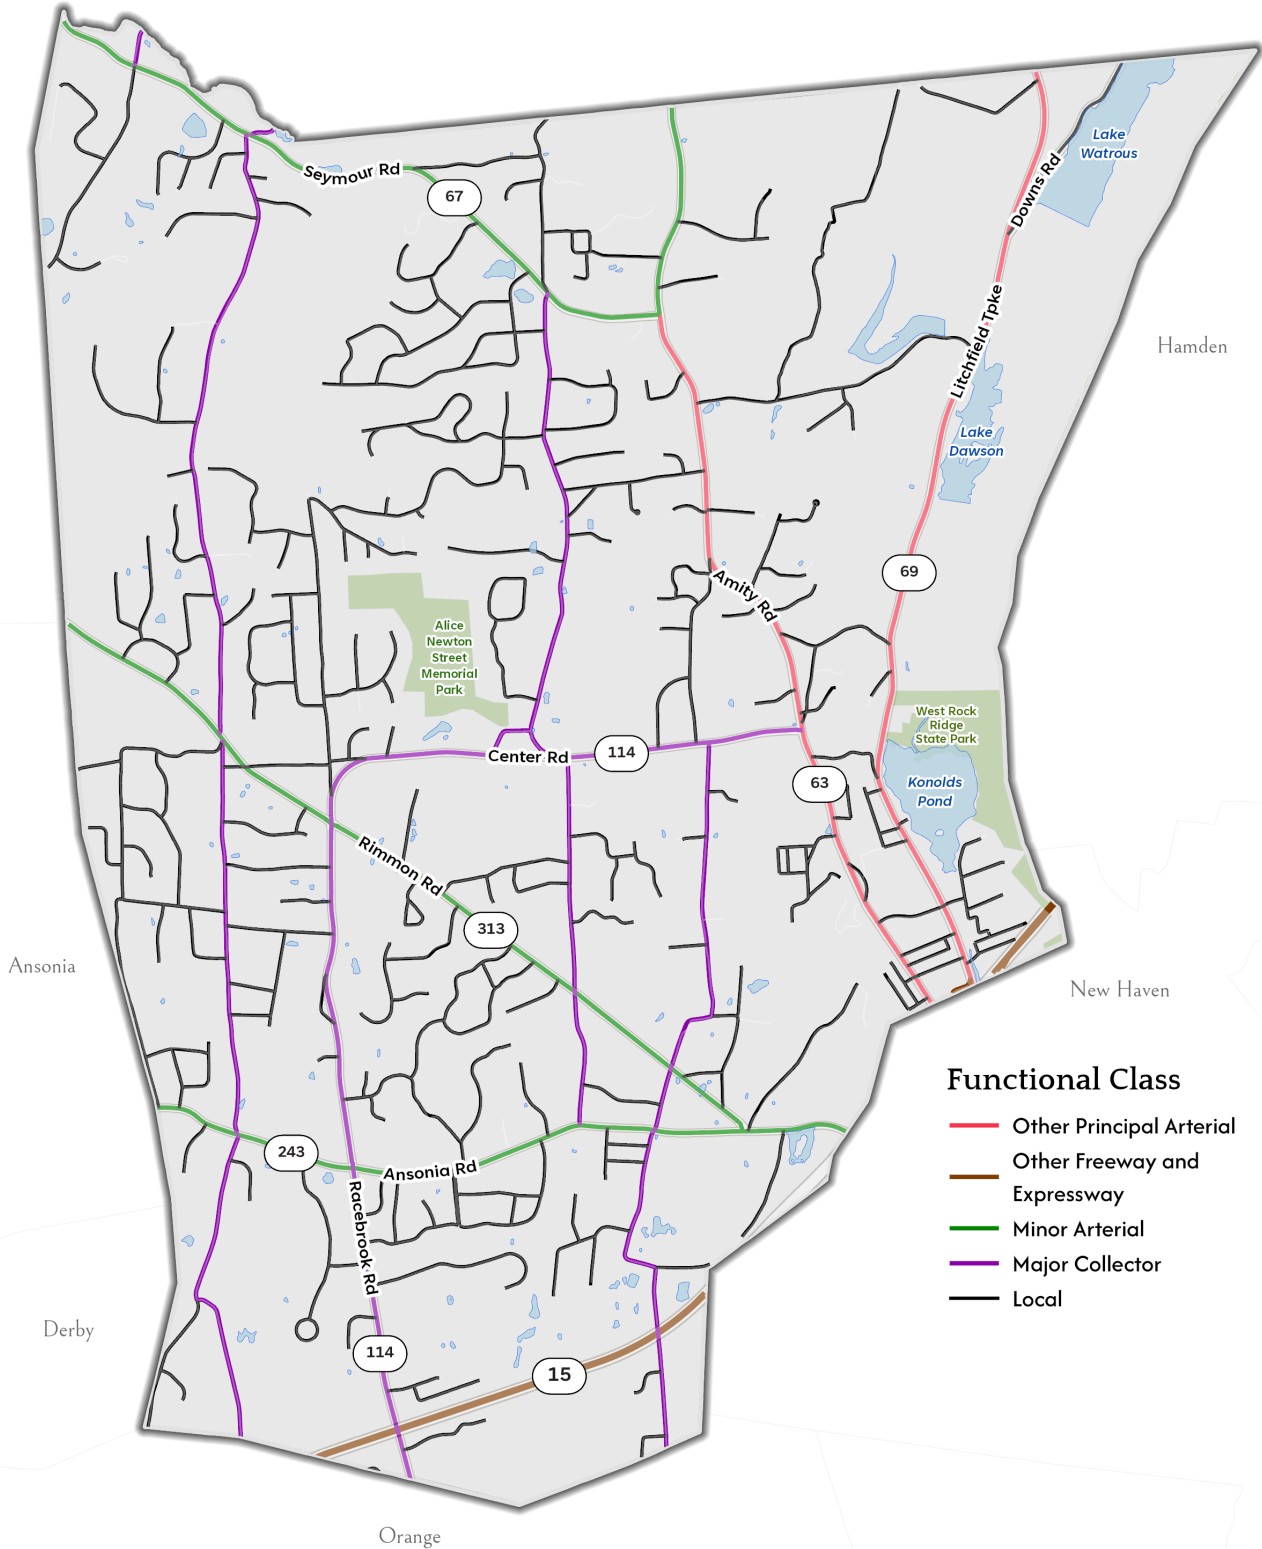 Seymour Rd
67
Lake
Watrous
Downs Rd
Litchfield Tpke
Hamden
Lake
Dawson
69
Amity Rd
Alice
Newton
Street
Memorial
Park
West Rock
Ridge
State Park
Center Rd
114
63
Konolds
Pond
Rimmon Rd
313
Ansonia
New Haven
Functional Class
Other Principal Arterial
Other Freeway and
Expressway
Minor Arterial
Major Collector
Local
243
Ansonia Rd
Racebrook Rd
Derby
114
15
Orange